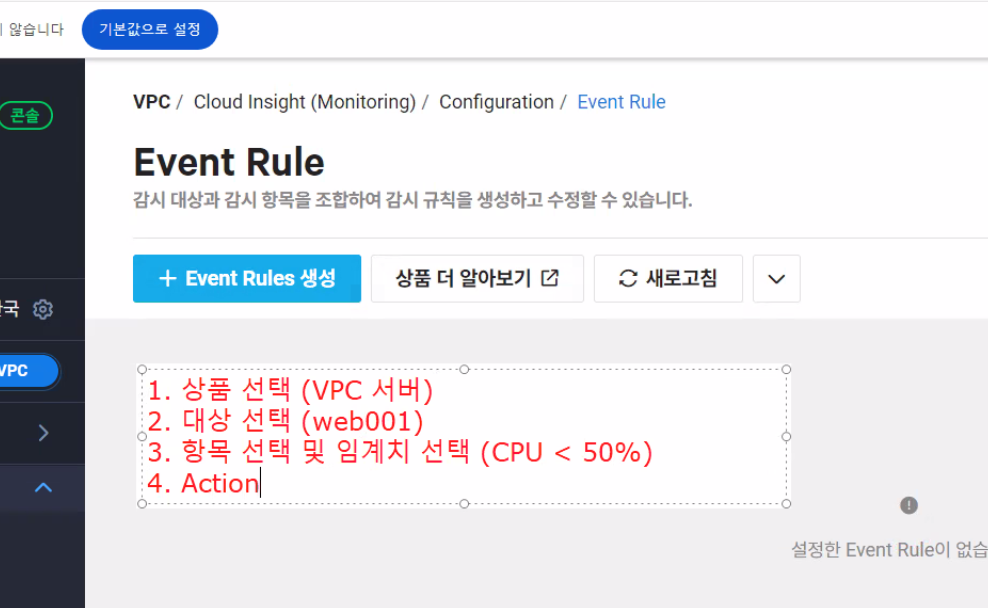 않습니다 기본값으로 설정
콘솔
VPC / Cloud Insight (Monitoring) / Configuration / Event Rule
Event Rule
감시 대상과 감시 항목을 조합하여 감시 규칙을 생성하고 수정할 수 있습니다.
+ Event Rules 생성 상품 더 알아보기 새로고침
VPC
1. 상품 선택 (VPC 서버)
2. 대상 선택 (web001)
3. 항목 선택 및 임계치 선택 (CPU < 50%)
4. Action
설정한 Event Rule이 없습